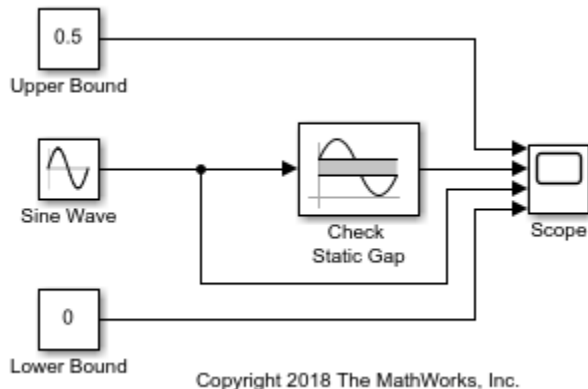 0.5
Upper Bound
Sine Wave
Check
Static Gap
Scope
0
Lower Bound
Copyright 2018 The MathWorks, Inc.